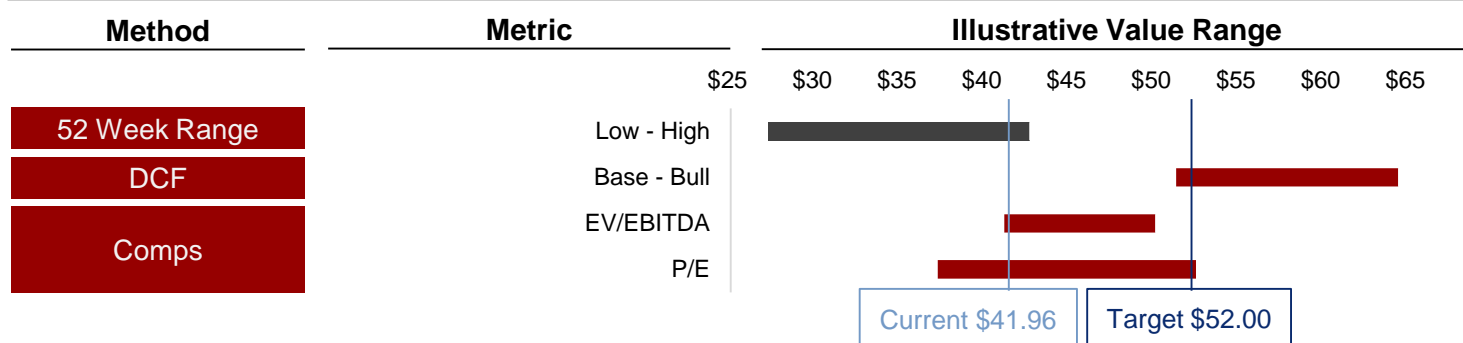 Method Metric Illustrative Value Range
$25 $30 $35 $40 $45 $50 $55 $60 $65
52 Week Range Low - High
DCF Base - Bull
Comps EV/EBITDA
P/E
Current $41.96 Target $52.00